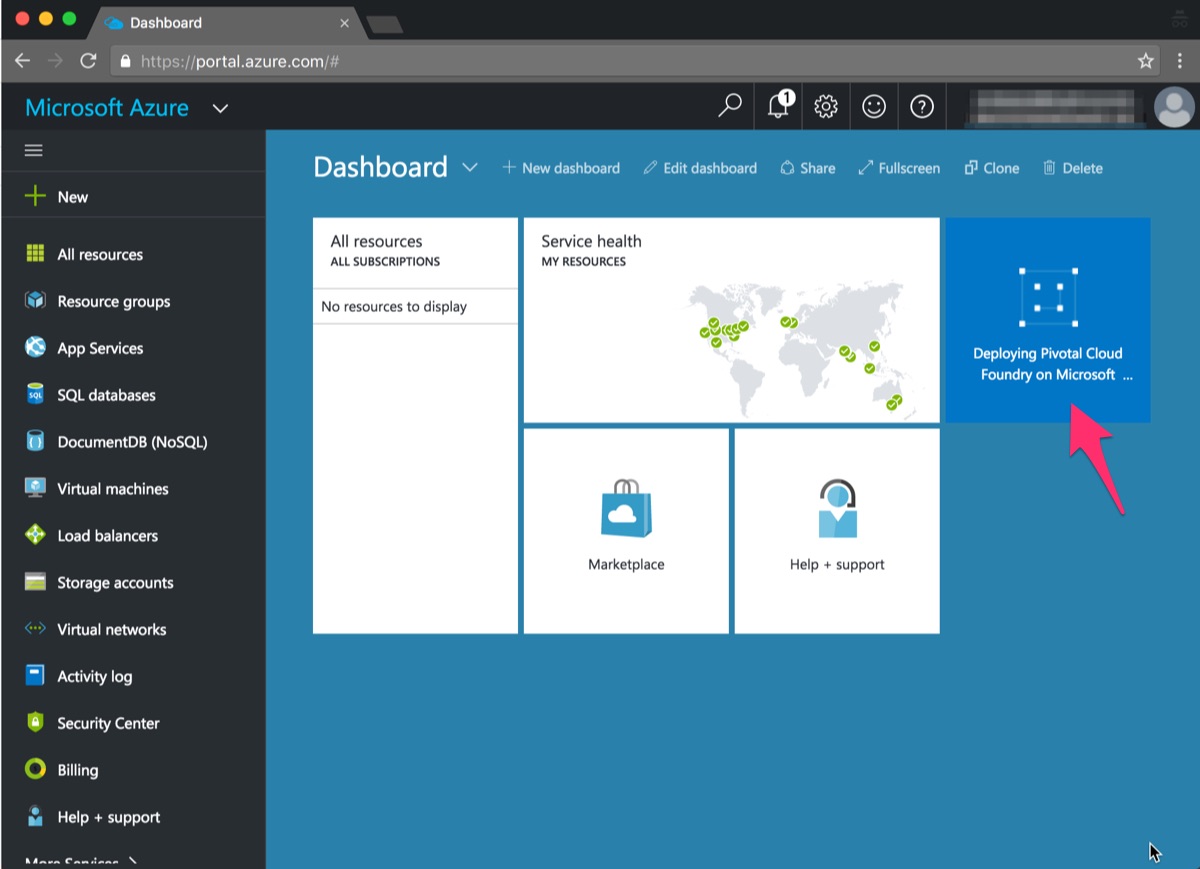 Dashboard
https://portal.azure.com/#
Microsoft Azure
1
Dashboard
New dashboard
Edit dashboard
Share
Fullscreen
Clone
Delete
New
All resources
Resource groups
App Services
SQL databases
SQL
DocumentDB (NoSQL)
Virtual machines
Load balancers
Storage accounts
Virtual networks
Activity log
Security Center
Billing
Help + support
More Services
All resources
ALL SUBSCRIPTIONS
No resources to display
Service health
MY RESOURCES
Deploying Pivotal Cloud
Foundry on Microsoft ...
Marketplace
Help + support